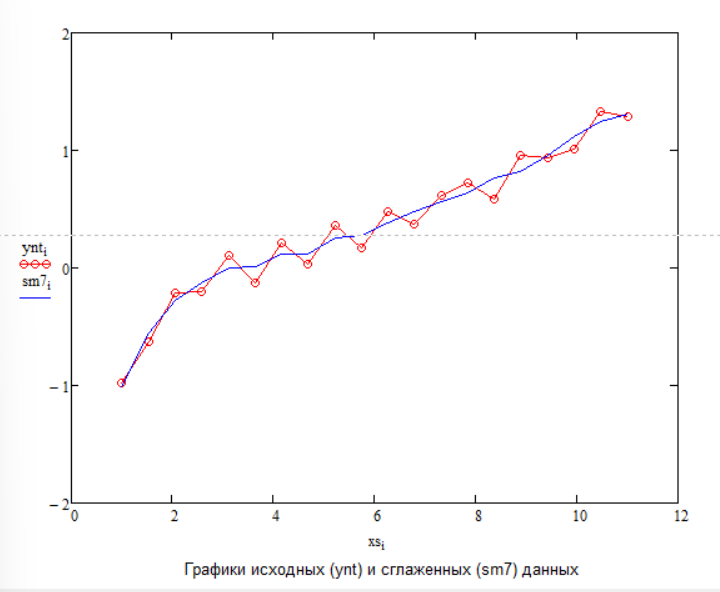 2
1
0
−1
−2
ynt_i
sm7_i
0 2 4 6 8 10 12
xs_i
Графики исходных (ynt) и сглаженных (sm7) данных